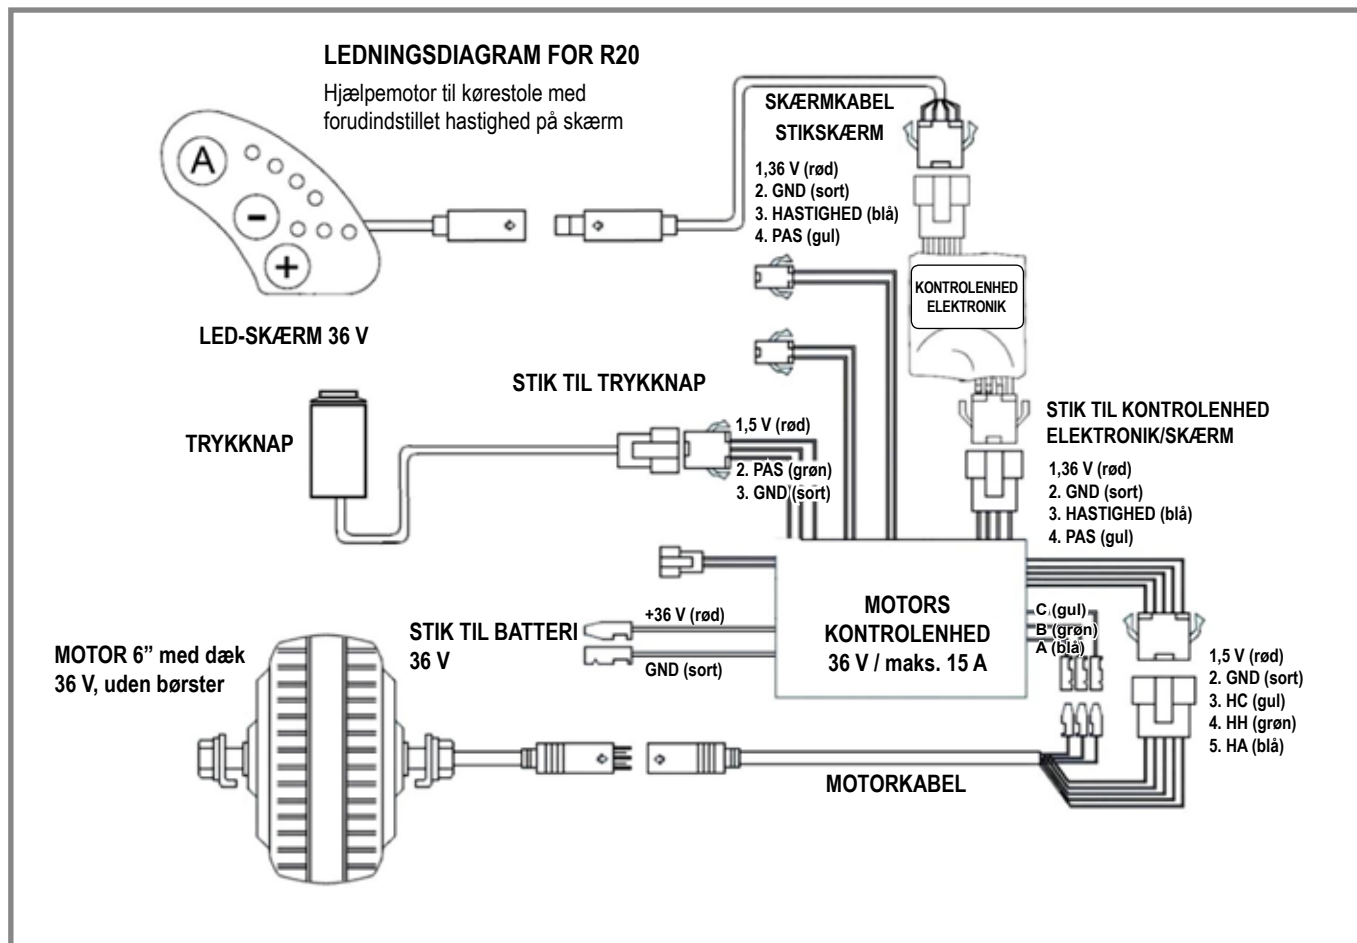 LEDNINGSDIAGRAM FOR R20
Hjælpemotor til kørestole med
forudindstillet hastighed på skærm
SKÆRMKABEL
STIKSKÆRM
1,36 V (rød)
2. GND (sort)
3. HASTIGHED (blå)
4. PAS (gul)
A
-
+
LED-SKÆRM 36 V
KONTROLENHED
ELEKTRONIK
STIK TIL TRYKKNAP
TRYKKNAP
1,5 V (rød)
2. PAS (grøn)
3. GND (sort)
STIK TIL KONTROLENHED
ELEKTRONIK/SKÆRM
1,36 V (rød)
2. GND (sort)
3. HASTIGHED (blå)
4. PAS (gul)
MOTORS
KONTROLENHED
36 V / maks. 15 A
+36 V (rød)
STIK TIL BATTERI
36 V
GND (sort)
C (gul)
B (grøn)
A (blå)
1,5 V (rød)
2. GND (sort)
3. HC (gul)
4. HH (grøn)
5. HA (blå)
MOTOR 6” med dæk
36 V, uden børster
MOTORKABEL